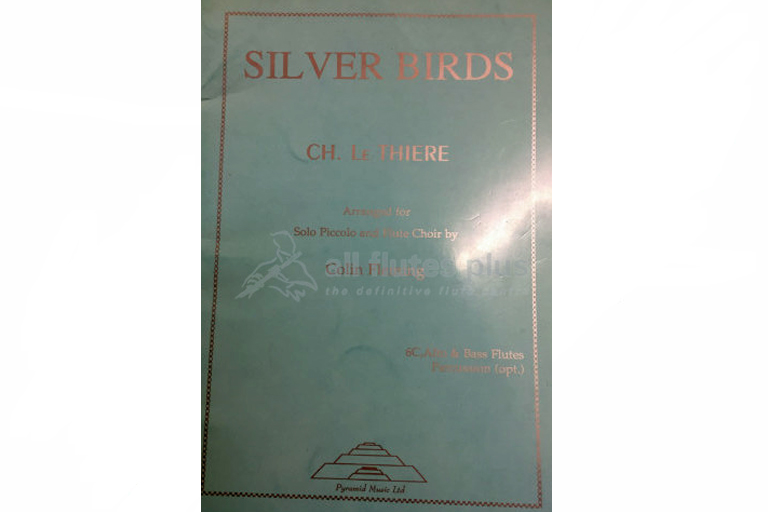 SILVER BIRDS
CH. Le THIERE
Arranged for
Solo Piccolo and Flute Choir by
Colin Fleming
all flutes plus
the definitive flute
6C, Alto & Bass Flutes
Percussion (opt.)
Pyramid Music Ltd